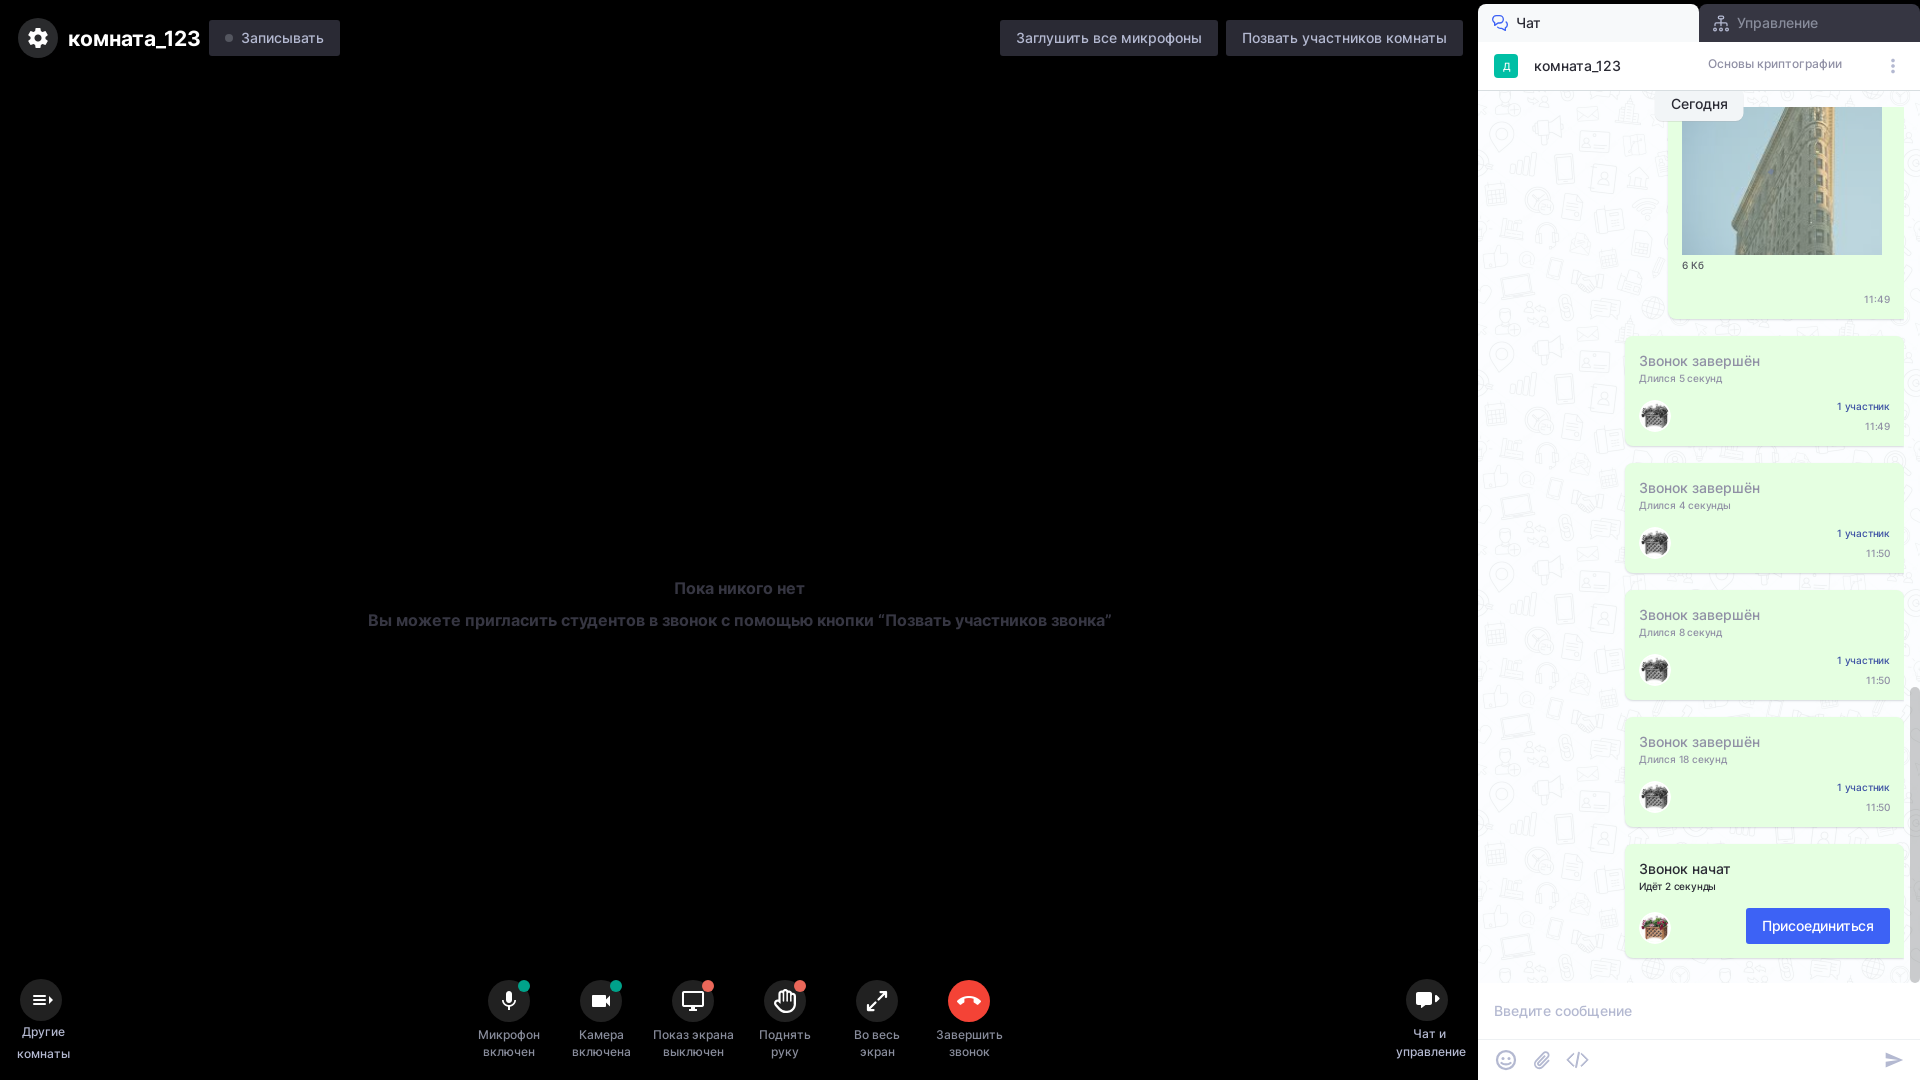 комната_123
Записывать
Заглушить все микрофоны
Позвать участников комнаты
Пока никого нет
Вы можете пригласить студентов в звонок с помощью кнопки “Позвать участников звонка”
Другие
комнаты
Микрофон
включен
Камера
включена
Показ экрана
выключен
Поднять
руку
Во весь
экран
Завершить
звонок
Чат и
управление
Чат
Управление
Д
комната_123
Основы криптографии
Сегодня
6 Кб
11:49
Звонок завершён
Длился 5 секунд
1 участник
11:49
Звонок завершён
Длился 4 секунды
1 участник
11:50
Звонок завершён
Длился 8 секунд
1 участник
11:50
Звонок завершён
Длился 18 секунд
1 участник
11:50
Звонок начат
Идёт 2 секунды
Присоединиться
Введите сообщение